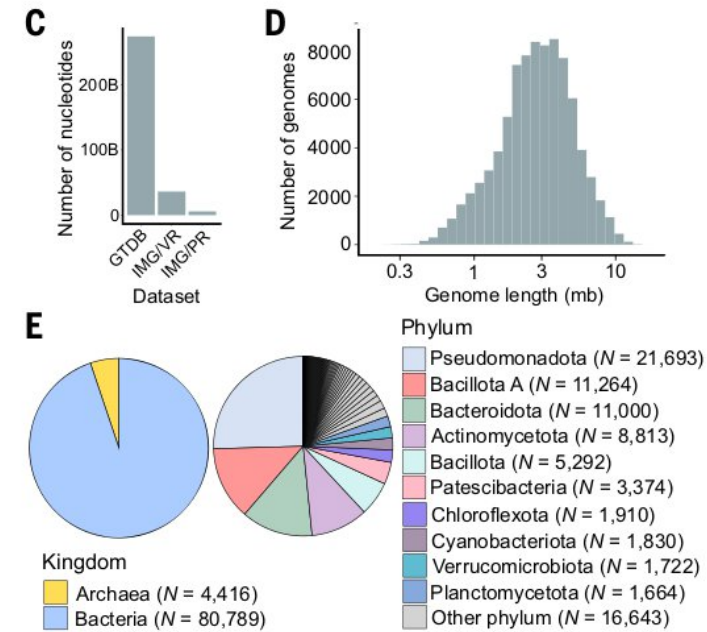 C
Number of nucleotides
200B
100B
0
GTDB
IMG/VR
IMG/PR
Dataset
D
Number of genomes
8000
6000
4000
2000
0
0.3
1
3
10
Genome length (mb)
E
Kingdom
Archaea (N = 4,416)
Bacteria (N = 80,789)
Phylum
Pseudomonadota (N = 21,693)
Bacillota A (N = 11,264)
Bacteroidota (N = 11,000)
Actinomycetota (N = 8,813)
Bacillota (N = 5,292)
Patescibacteria (N = 3,374)
Chloroflexota (N = 1,910)
Cyanobacteriota (N = 1,830)
Verrucomicrobiota (N = 1,722)
Planctomycetota (N = 1,664)
Other phylum (N = 16,643)